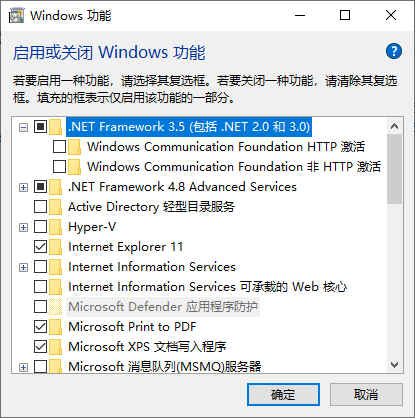 Windows 功能
启用或关闭 Windows 功能
若要启用一种功能，请选择其复选框。若要关闭一种功能，请清除其复选
框。填充的框表示仅启用该功能的一部分。
.NET Framework 3.5 (包括 .NET 2.0 和 3.0)
Windows Communication Foundation HTTP 激活
Windows Communication Foundation 非 HTTP 激活
.NET Framework 4.8 Advanced Services
Active Directory 轻型目录服务
Hyper-V
Internet Explorer 11
Internet Information Services
Internet Information Services 可承载的 Web 核心
Microsoft Defender 应用程序防护
Microsoft Print to PDF
Microsoft XPS 文档写入程序
Microsoft 消息队列(MSMQ)服务器
确定
取消